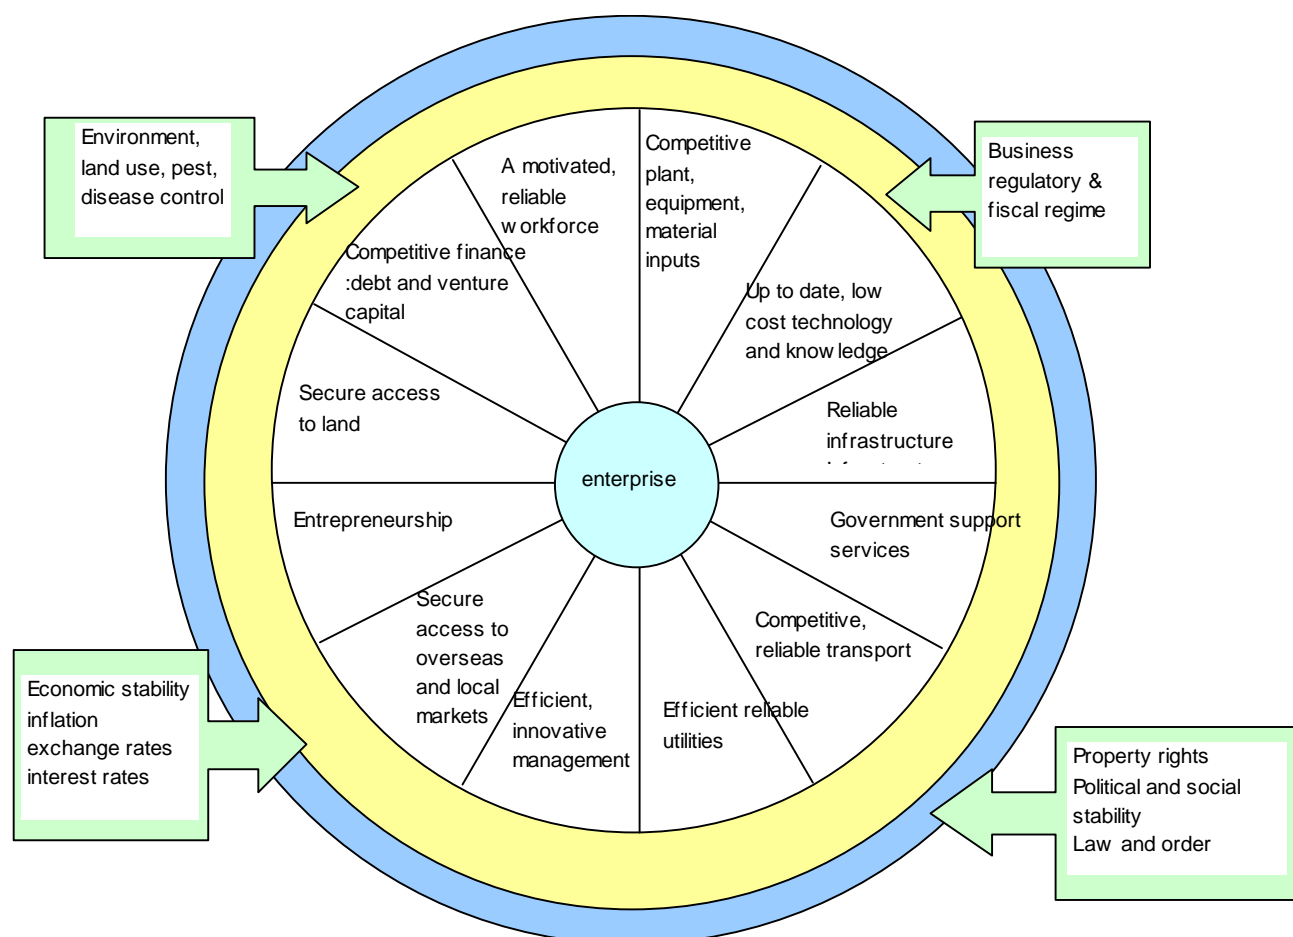 Environment,
land use, pest,
disease control
A motivated,
reliable
workforce
Competitive
plant,
equipment,
material
inputs
Business
regulatory &
fiscal regime
Competitive finance
:debt and venture
capital
Up to date, low
cost technology
and knowledge
Secure access
to land
Reliable
infrastructure
enterprise
Entrepreneurship
Government support
services
Secure
access to
overseas
and local
markets
Efficient,
innovative
management
Efficient reliable
utilities
Competitive,
reliable transport
Economic stability
inflation
exchange rates
interest rates
Property rights
Political and social
stability
Law and order